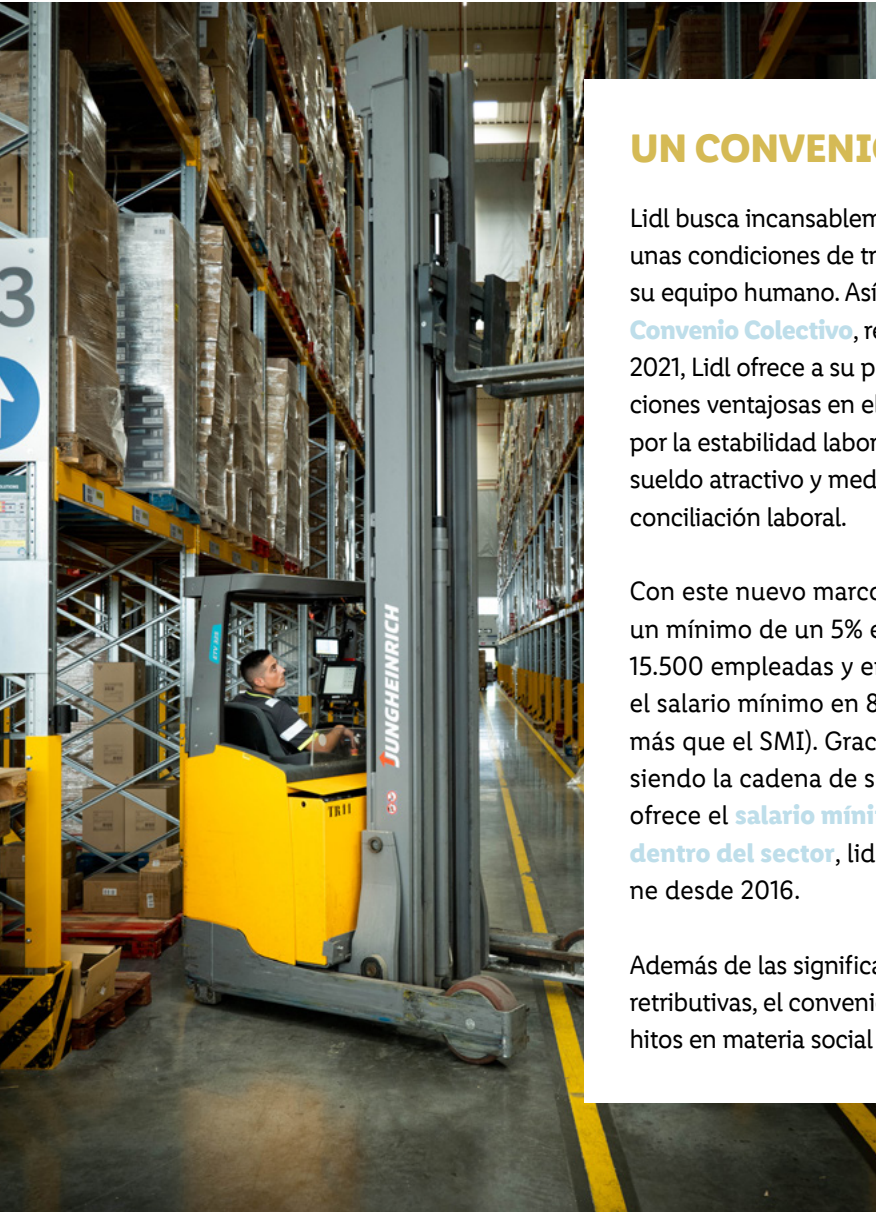 3
JUNGHEINRICH
TR11
UN CONVENIO
Lidl busca incansablem
unas condiciones de tr
su equipo humano. Así
Convenio Colectivo, re
2021, Lidl ofrece a su p
ciones ventajosas en el
por la estabilidad labor
sueldo atractivo y med
conciliación laboral.
Con este nuevo marco
un mínimo de un 5% e
15.500 empleadas y e
el salario mínimo en 8
más que el SMI). Grac
siendo la cadena de s
ofrece el salario míni
dentro del sector, lid
ne desde 2016.
Además de las significa
retributivas, el conveni
hitos en materia social